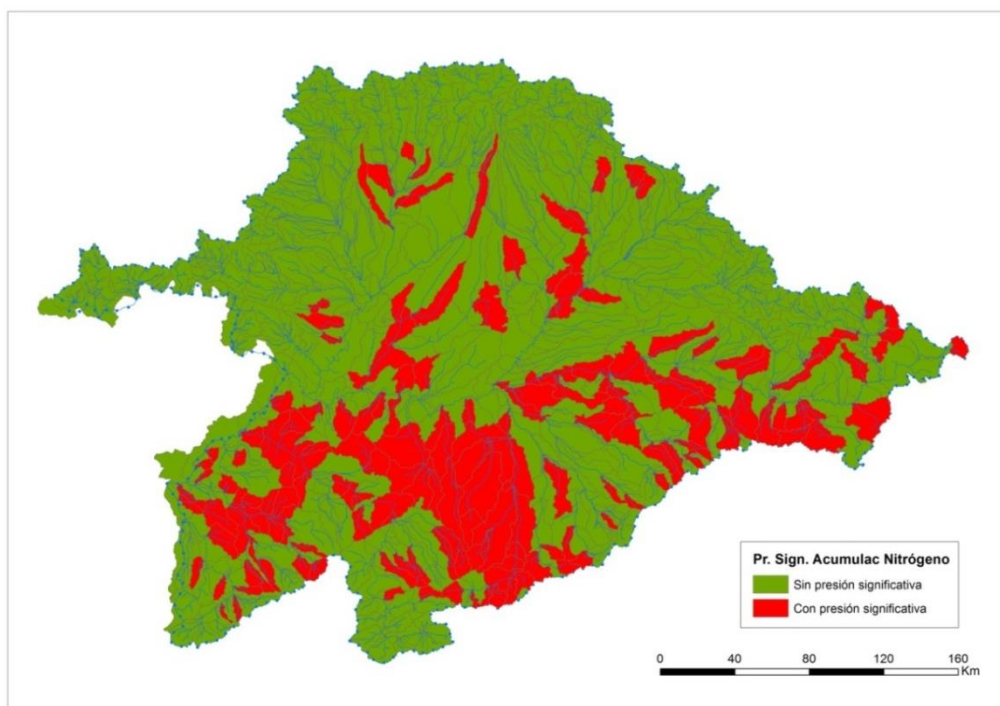 Pr. Sign. Acumulac Nitrógeno
Sin presión significativa
Con presión significativa
0 40 80 120 160
Km